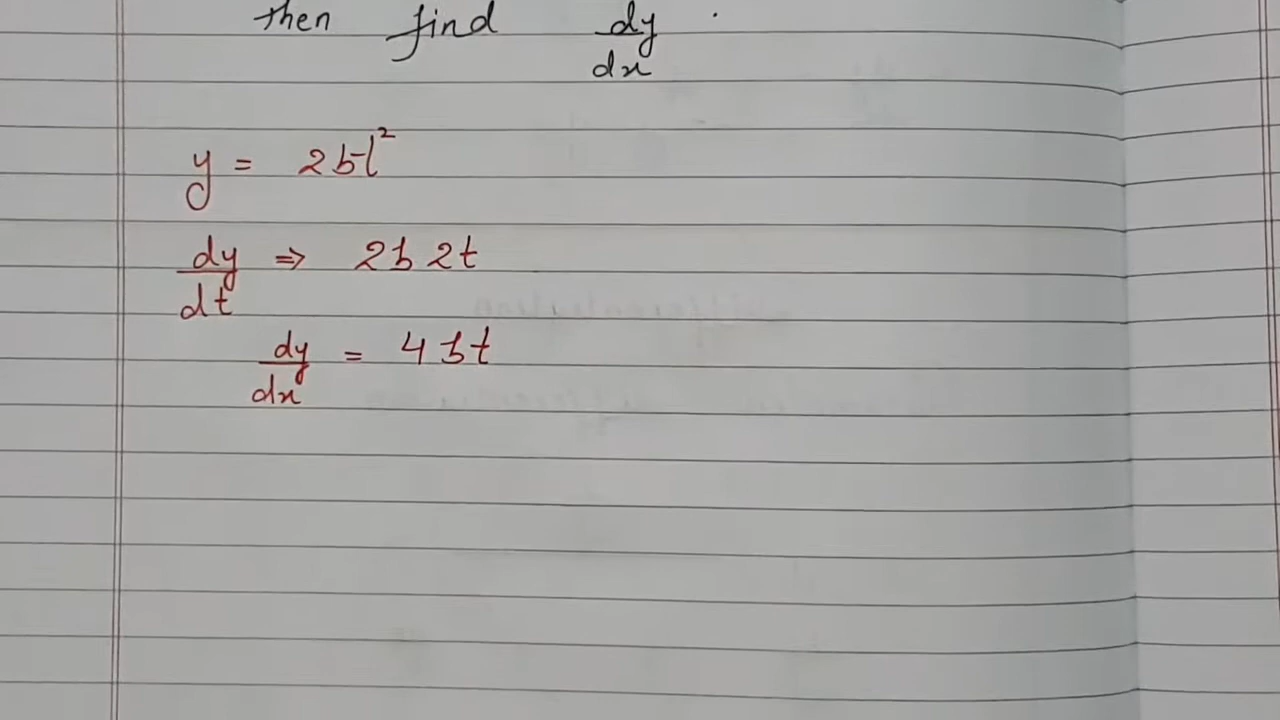 then find dy/dx .
y = 2bt²
dy/dt ⇒ 2b 2t
dy/dx = 4bt